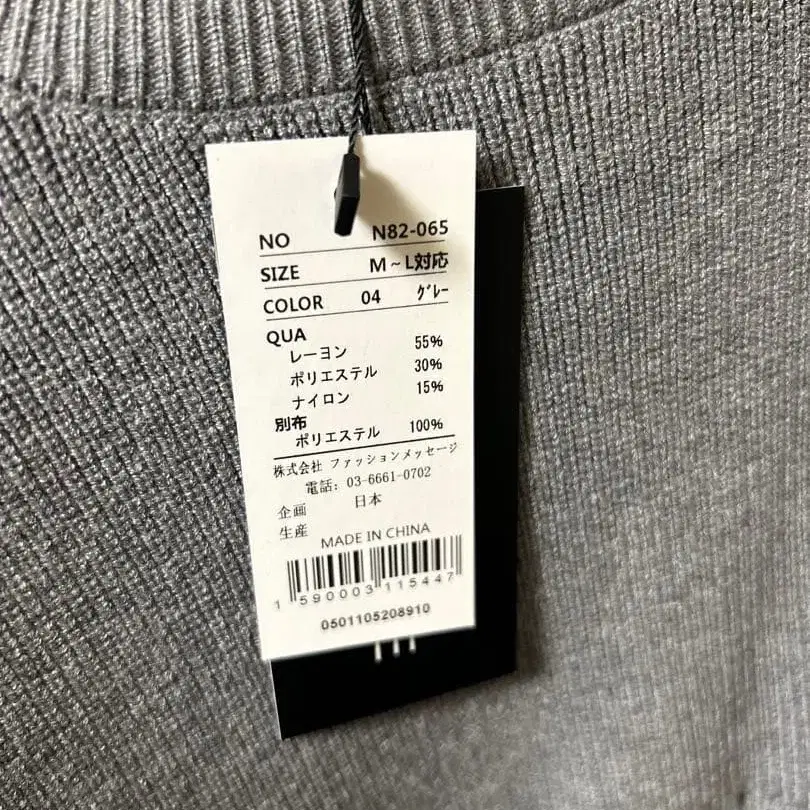 NO N82-065
SIZE M～L対応
COLOR 04 ｸﾞﾚｰ
QUA
レーヨン 55%
ポリエステル 30%
ナイロン 15%
別布
ポリエステル 100%
株式会社 ファッションメッセージ
電話: 03-6661-0702
企画 日本
生産
MADE IN CHINA
1 590003 115447
0501105208910